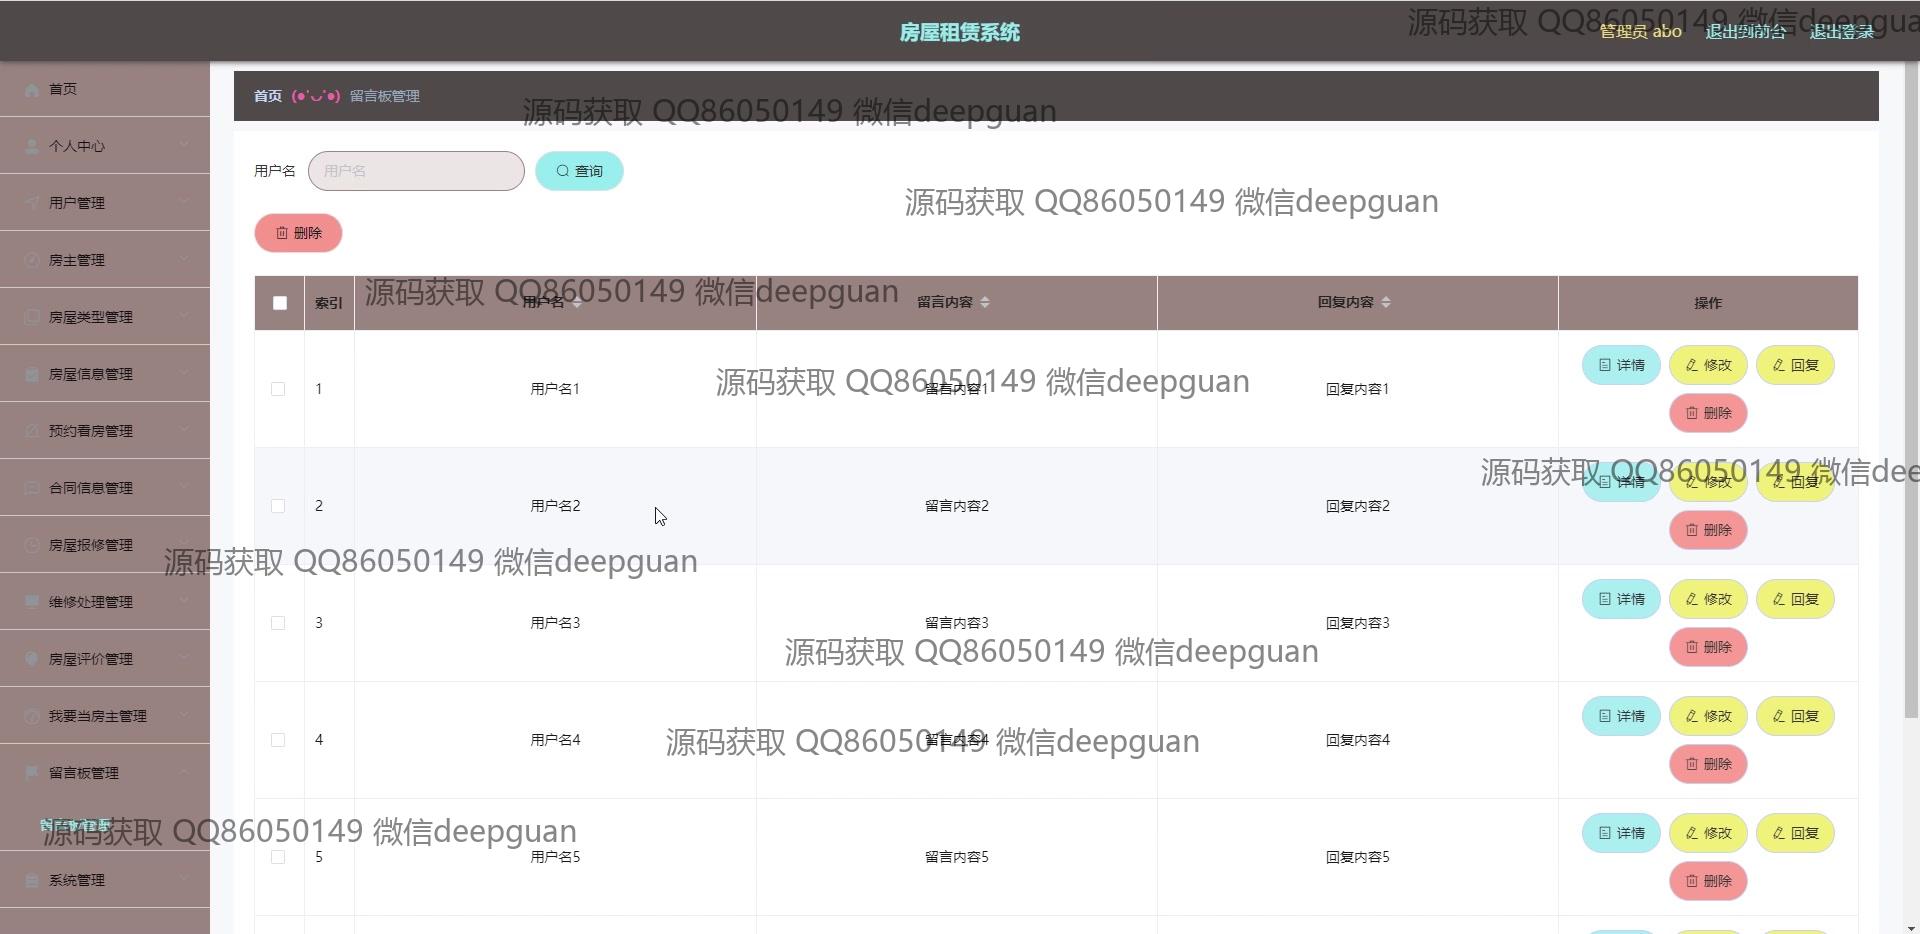 房屋租赁系统
管理员 abo 退出到前台 退出登录
源码获取 QQ86050149 微信deepgua
首页
个人中心
用户管理
房主管理
房屋类型管理
房屋信息管理
预约看房管理
合同信息管理
房屋报修管理
维修处理管理
房屋评价管理
我要当房主管理
留言板管理
留言板管理
系统管理
首页 (●'◡'●) 留言板管理
源码获取 QQ86050149 微信deepguan
用户名 用户名 查询
源码获取 QQ86050149 微信deepguan
删除
索引 用户名 留言内容 回复内容 操作
源码获取 QQ86050149 微信deepguan
1 用户名1 留言内容1 回复内容1 详情 修改 回复
删除
源码获取 QQ86050149 微信deepguan
2 用户名2 留言内容2 回复内容2 详情 修改 回复
删除
源码获取 QQ86050149 微信dee
源码获取 QQ86050149 微信deepguan
3 用户名3 留言内容3 回复内容3 详情 修改 回复
删除
源码获取 QQ86050149 微信deepguan
4 用户名4 留言内容4 回复内容4 详情 修改 回复
删除
源码获取 QQ86050149 微信deepguan
5 用户名5 留言内容5 回复内容5 详情 修改 回复
删除
源码获取 QQ86050149 微信deepguan